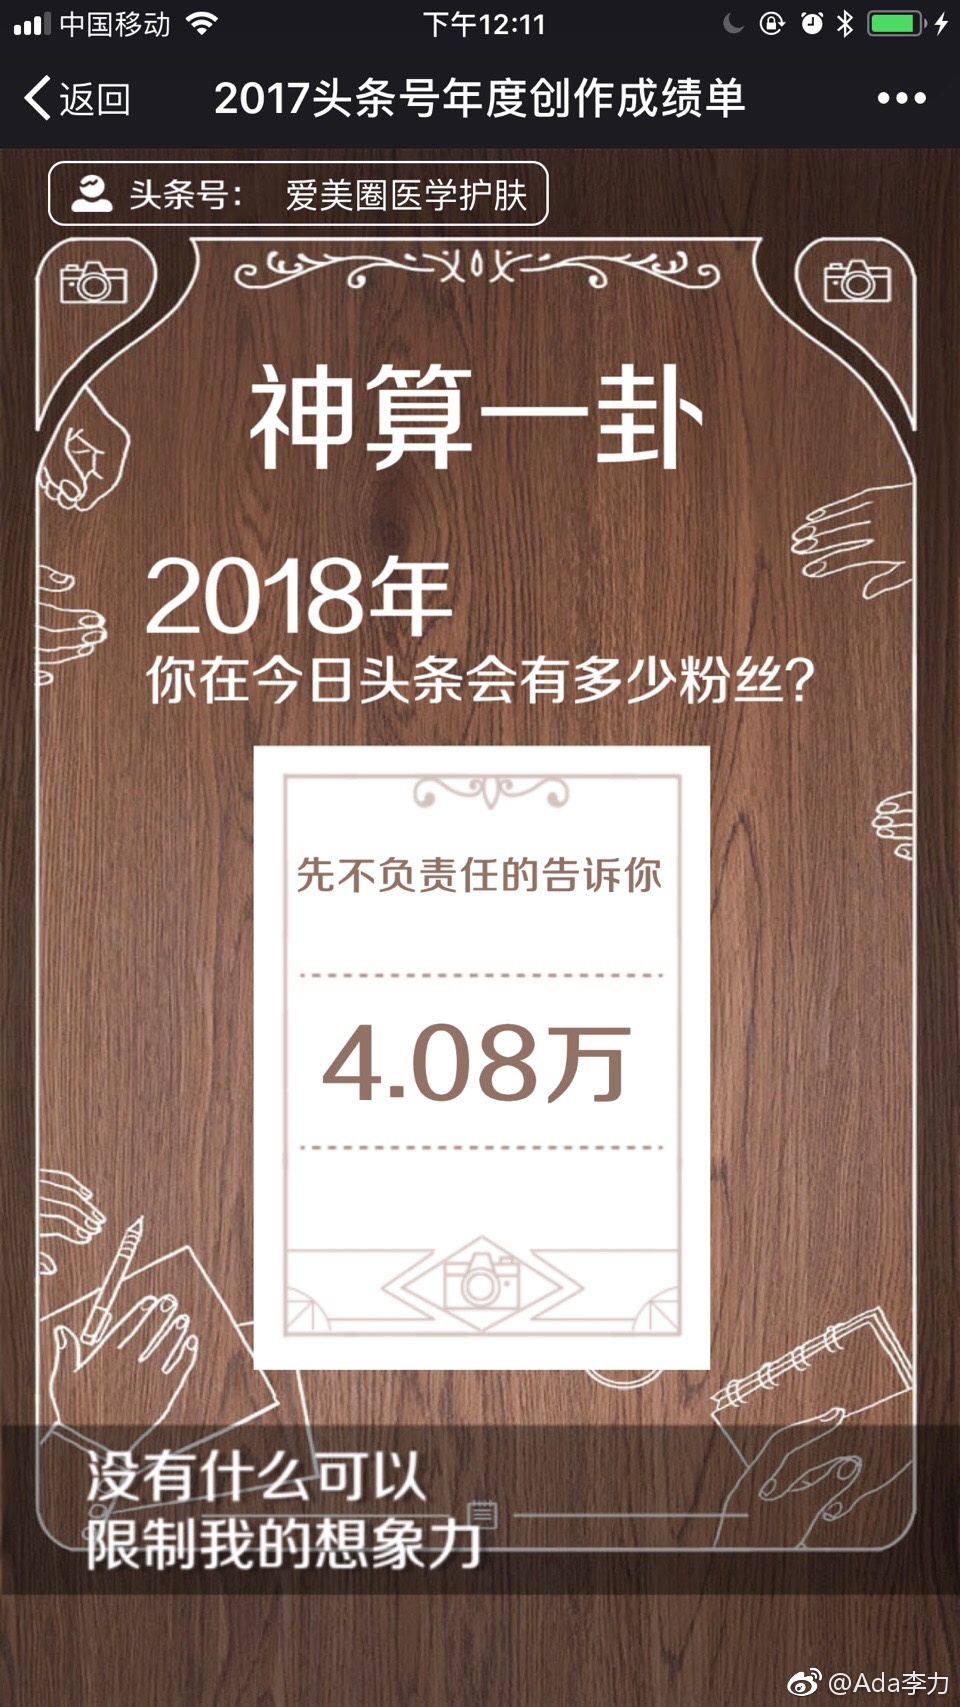 中国移动 下午12:11
返回 2017头条号年度创作成绩单
头条号: 爱美圈医学护肤
神算一卦
2018年
你在今日头条会有多少粉丝?
先不负责任的告诉你
4.08万
没有什么可以
限制我的想象力
@Ada李力